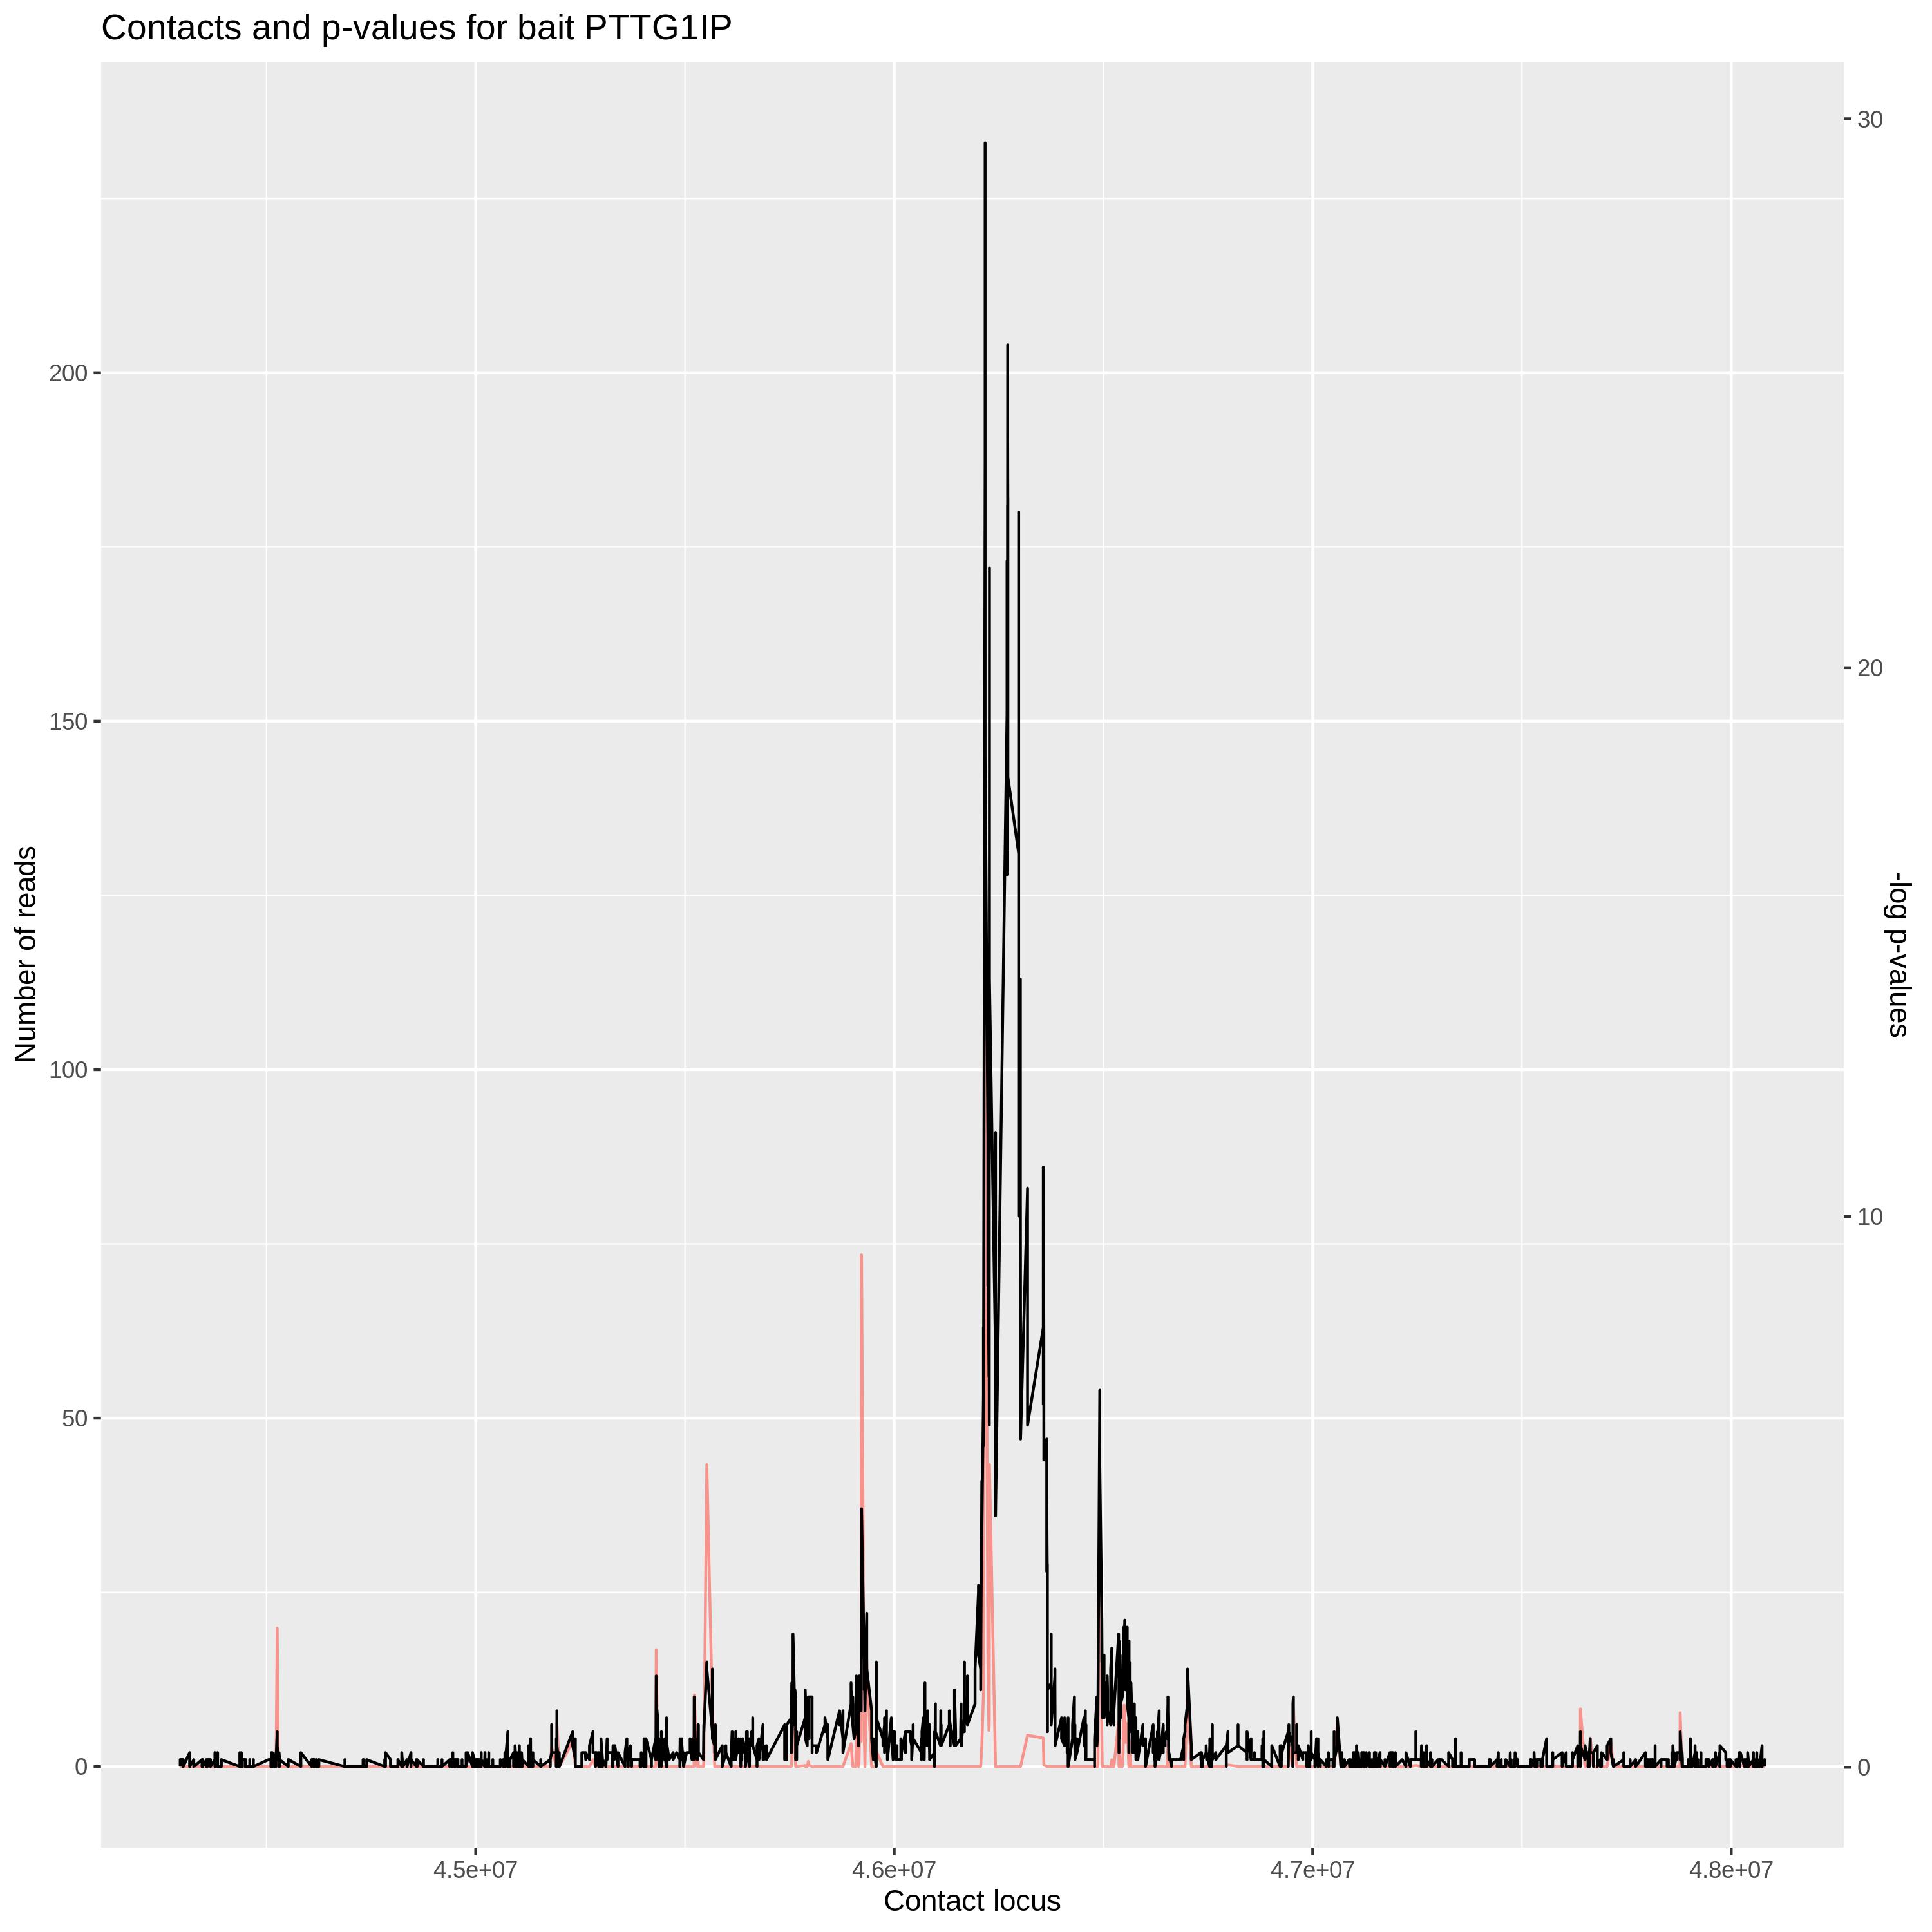 Contacts and p-values for bait PTTG1IP
Number of reads
200
150
100
50
0
30
20
10
0
-log p-values
4.5e+07
4.6e+07
4.7e+07
4.8e+07
Contact locus